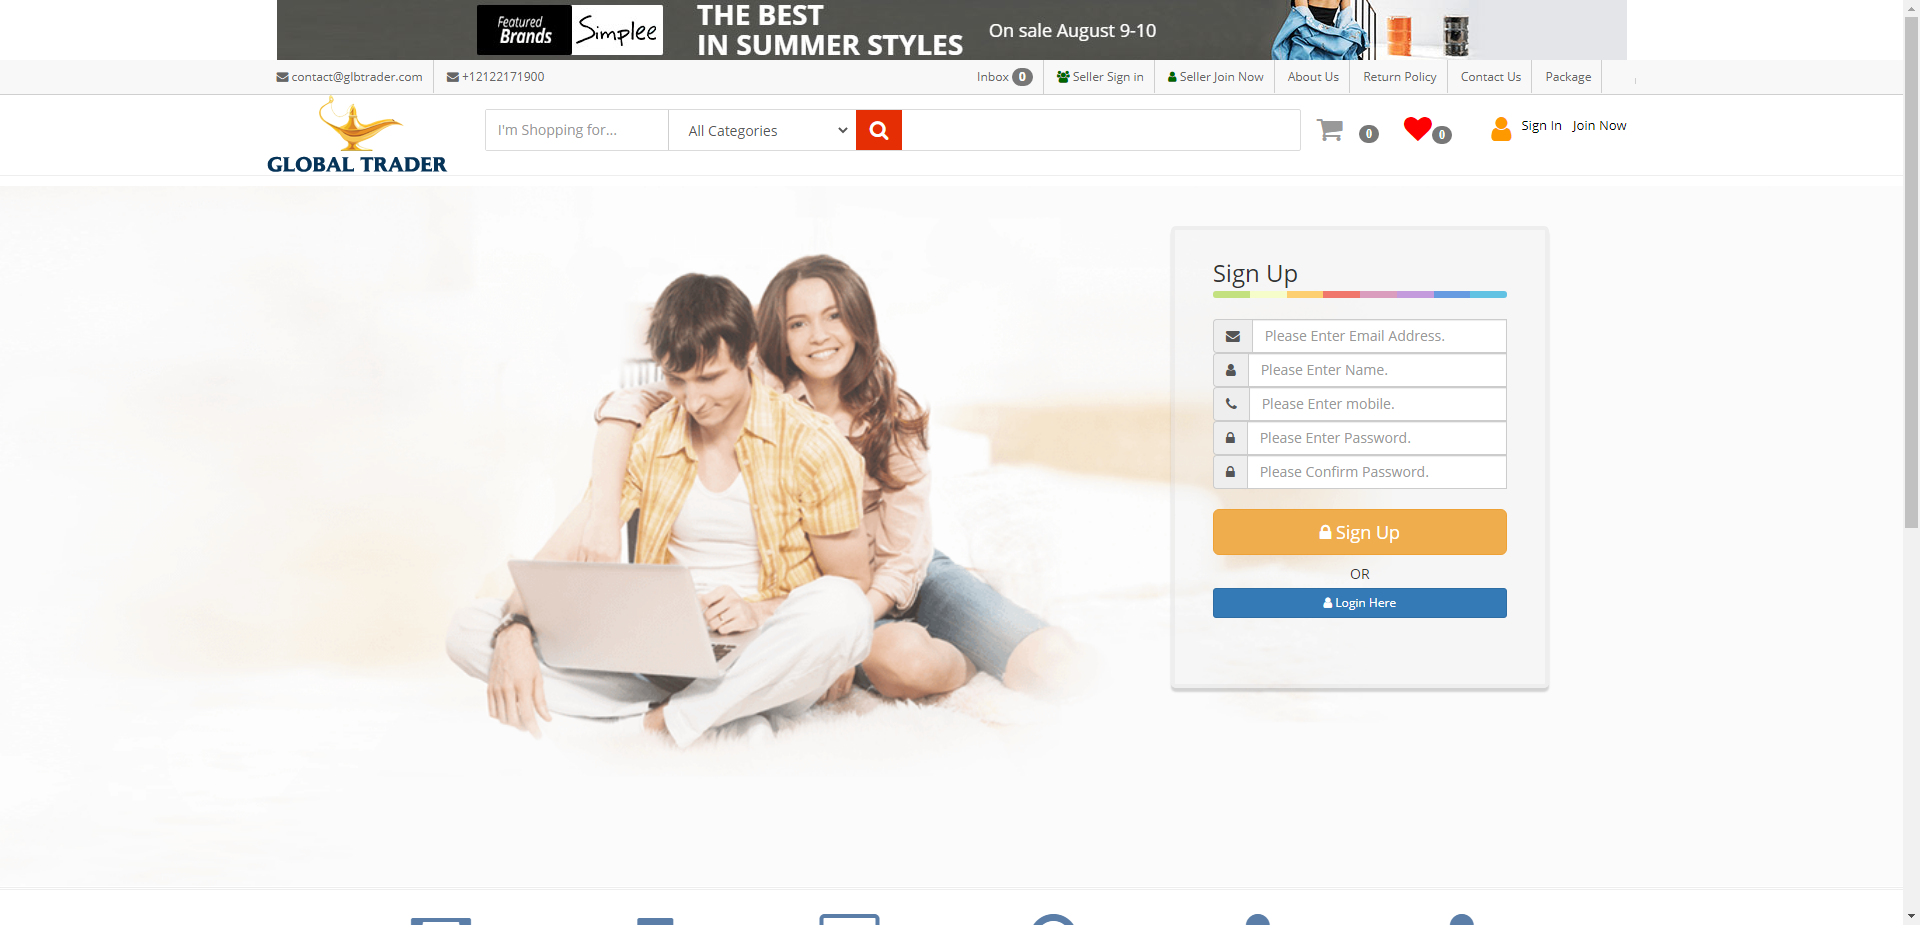 Featured Brands
Simplee
THE BEST
IN SUMMER STYLES
On sale August 9-10
contact@glbtrader.com
+12122171900
Inbox 0
Seller Sign in
Seller Join Now
About Us
Return Policy
Contact Us
Package
GLOBAL TRADER
I'm Shopping for...
All Categories
0
0
Sign In
Join Now
Sign Up
Please Enter Email Address.
Please Enter Name.
Please Enter mobile.
Please Enter Password.
Please Confirm Password.
Sign Up
OR
Login Here